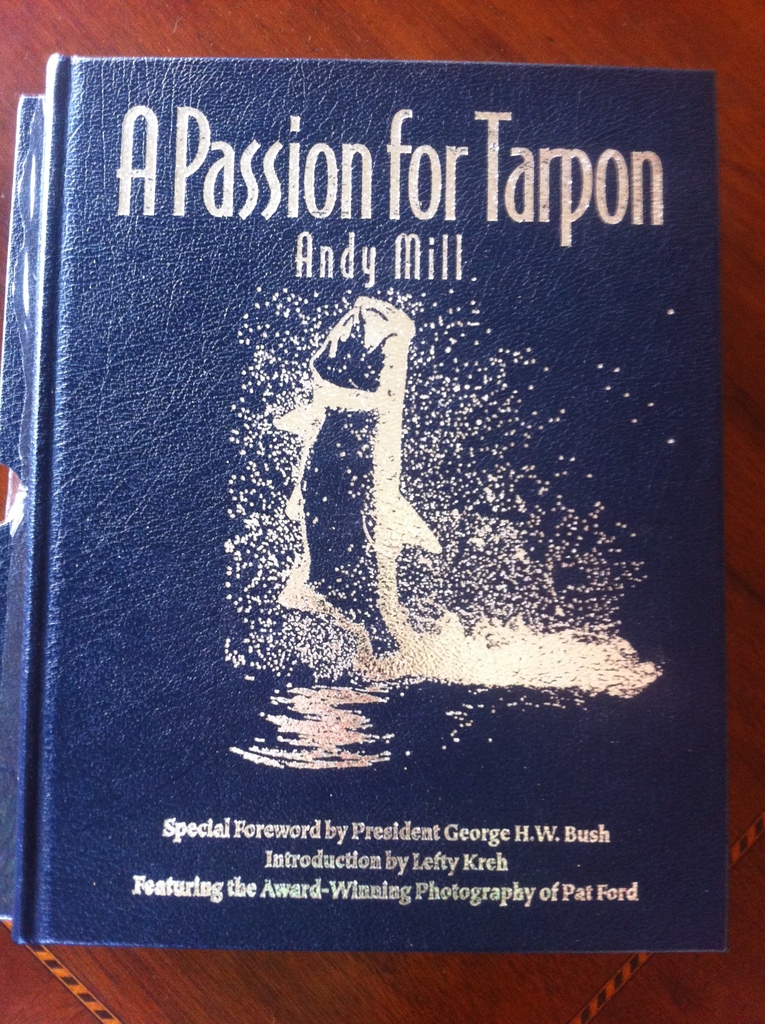 A Passion for Tarpon
Andy Mill
Special Foreword by President George H.W. Bush
Introduction by Lefty Kreh
Featuring the Award-Winning Photography of Pat Ford